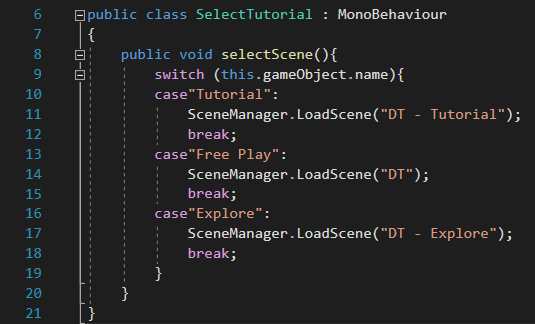 6 public class SelectTutorial : MonoBehaviour
7 {
8 public void selectScene(){
9 switch (this.gameObject.name){
10 case"Tutorial":
11 SceneManager.LoadScene("DT - Tutorial");
12 break;
13 case"Free Play":
14 SceneManager.LoadScene("DT");
15 break;
16 case"Explore":
17 SceneManager.LoadScene("DT - Explore");
18 break;
19 }
20 }
21 }